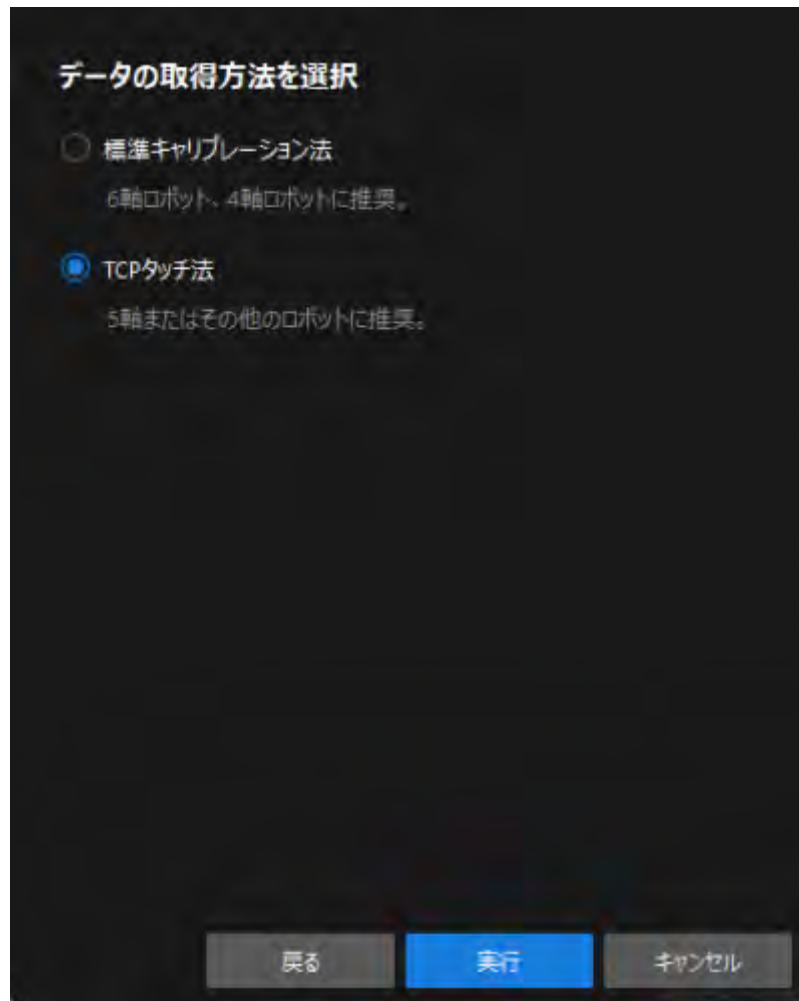 データの取得方法を選択
標準キャリブレーション法
6軸ロボット、4軸ロボットに推奨。
TCPタッチ法
5軸またはその他のロボットに推奨。
戻る
実行
キャンセル